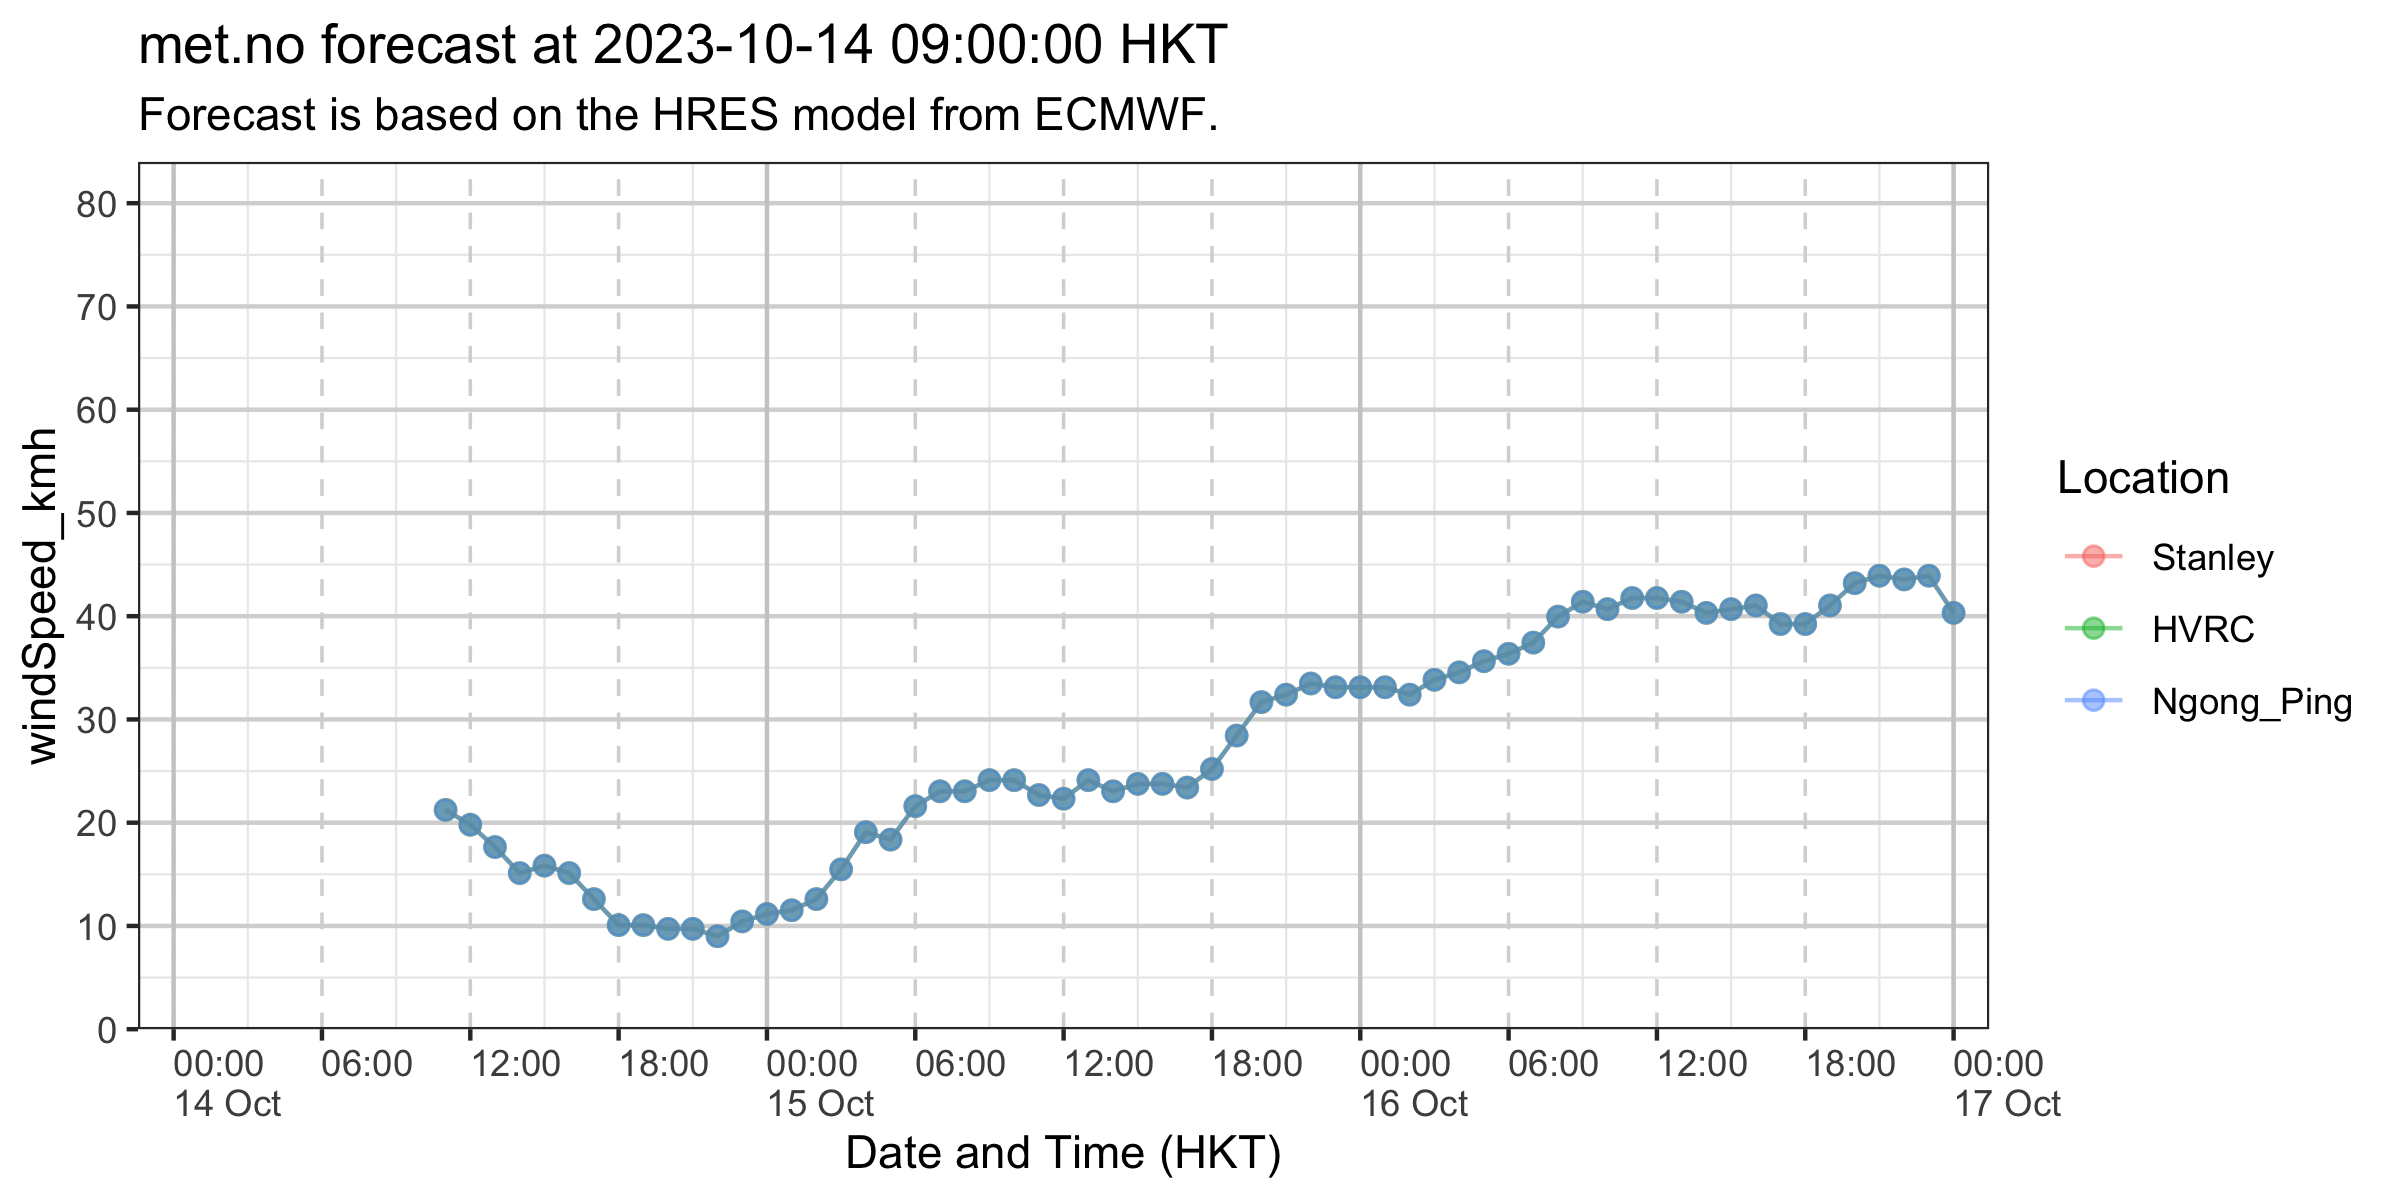 met.no forecast at 2023-10-14 09:00:00 HKT
Forecast is based on the HRES model from ECMWF.
windSpeed_kmh
80
70
60
50
40
30
20
10
0
00:00 06:00 12:00 18:00 00:00 06:00 12:00 18:00 00:00 06:00 12:00 18:00 00:00
14 Oct 15 Oct 16 Oct 17 Oct
Date and Time (HKT)
Location
Stanley
HVRC
Ngong_Ping